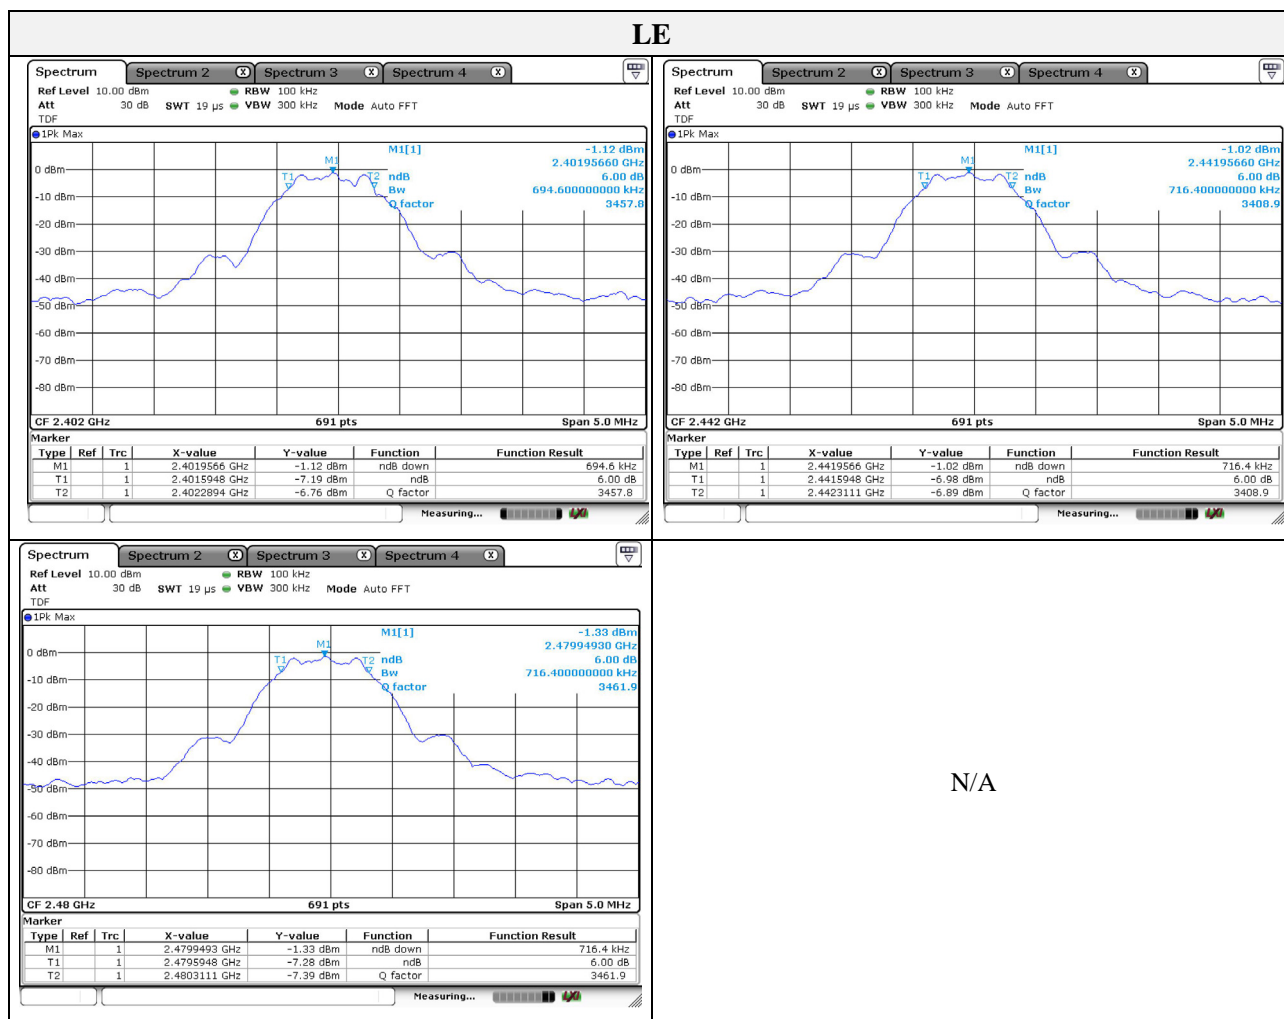 LE
Spectrum Spectrum 2 X Spectrum 3 X Spectrum 4 X
Ref Level 10.00 dBm RBW 100 kHz
Att 30 dB SWT 19 µs VBW 300 kHz Mode Auto FFT
TDF
1Pk Max
M1[1] -1.12 dBm
2.40195660 GHz
ndB 6.00 dB
Bw 694.600000000 kHz
Q factor 3457.8
M1
T1
T2
0 dBm
-10 dBm
-20 dBm
-30 dBm
-40 dBm
-50 dBm
-60 dBm
-70 dBm
-80 dBm
CF 2.402 GHz 691 pts Span 5.0 MHz
Marker
Type Ref Trc X-value Y-value Function Function Result
M1 1 2.4019566 GHz -1.12 dBm ndB down 694.6 kHz
T1 1 2.4015948 GHz -7.19 dBm ndB 6.00 dB
T2 1 2.4022894 GHz -6.76 dBm Q factor 3457.8
Measuring... LXI
Spectrum Spectrum 2 X Spectrum 3 X Spectrum 4 X
Ref Level 10.00 dBm RBW 100 kHz
Att 30 dB SWT 19 µs VBW 300 kHz Mode Auto FFT
TDF
1Pk Max
M1[1] -1.02 dBm
2.44195660 GHz
ndB 6.00 dB
Bw 716.400000000 kHz
Q factor 3408.9
M1
T1
T2
0 dBm
-10 dBm
-20 dBm
-30 dBm
-40 dBm
-50 dBm
-60 dBm
-70 dBm
-80 dBm
CF 2.442 GHz 691 pts Span 5.0 MHz
Marker
Type Ref Trc X-value Y-value Function Function Result
M1 1 2.4419566 GHz -1.02 dBm ndB down 716.4 kHz
T1 1 2.4415948 GHz -6.98 dBm ndB 6.00 dB
T2 1 2.4423111 GHz -6.89 dBm Q factor 3408.9
Measuring... LXI
Spectrum Spectrum 2 X Spectrum 3 X Spectrum 4 X
Ref Level 10.00 dBm RBW 100 kHz
Att 30 dB SWT 19 µs VBW 300 kHz Mode Auto FFT
TDF
1Pk Max
M1[1] -1.33 dBm
2.47994930 GHz
ndB 6.00 dB
Bw 716.400000000 kHz
Q factor 3461.9
M1
T1
T2
0 dBm
-10 dBm
-20 dBm
-30 dBm
-40 dBm
-50 dBm
-60 dBm
-70 dBm
-80 dBm
CF 2.48 GHz 691 pts Span 5.0 MHz
Marker
Type Ref Trc X-value Y-value Function Function Result
M1 1 2.4799493 GHz -1.33 dBm ndB down 716.4 kHz
T1 1 2.4795948 GHz -7.28 dBm ndB 6.00 dB
T2 1 2.4803111 GHz -7.39 dBm Q factor 3461.9
Measuring... LXI
N/A